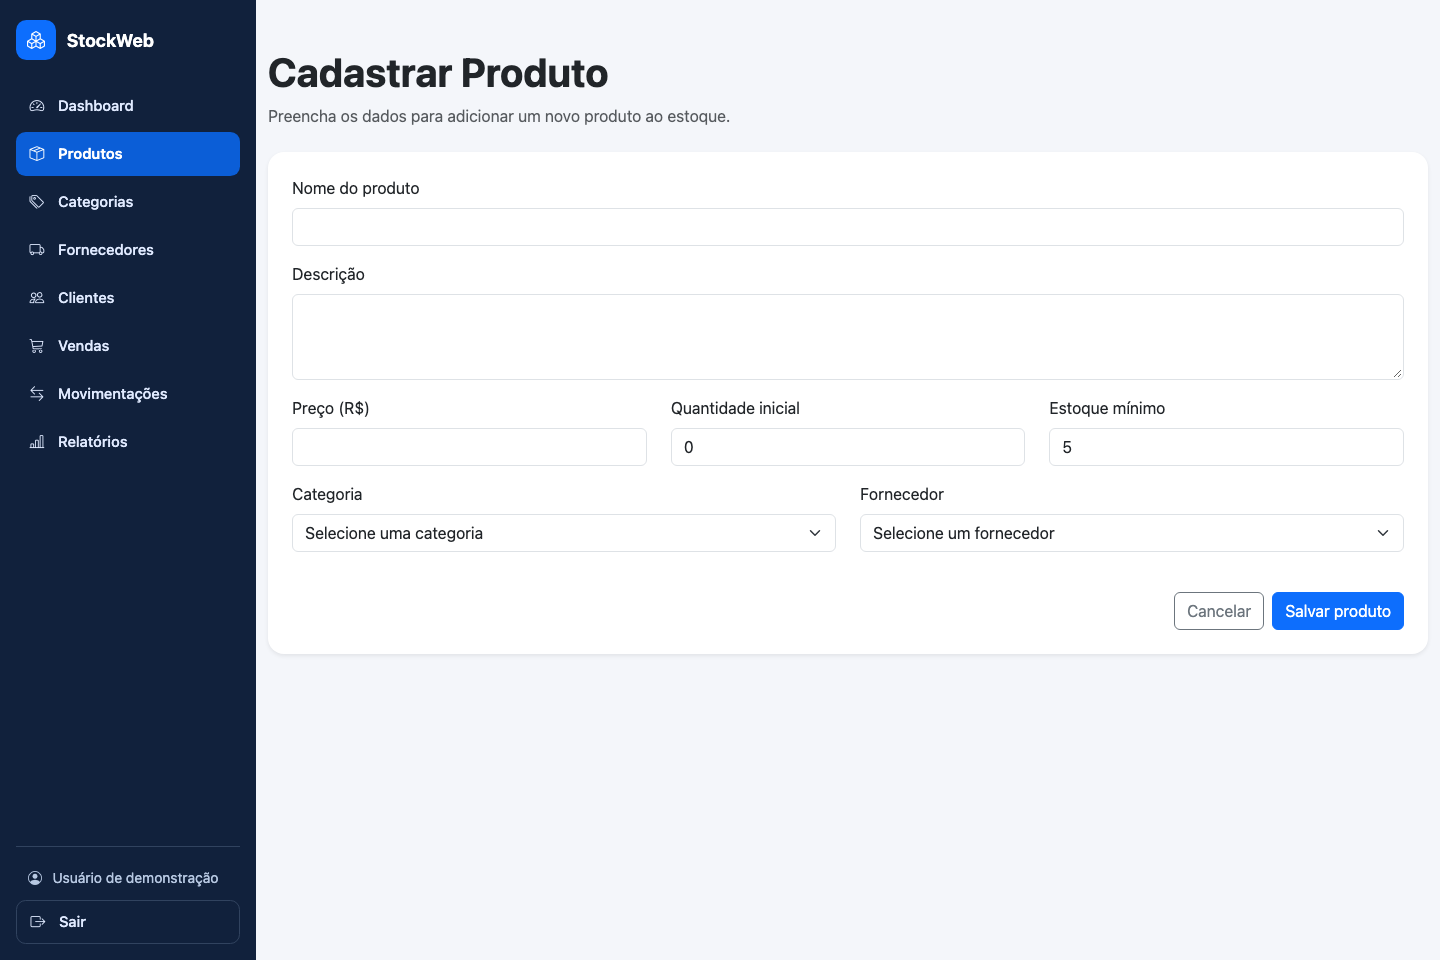 StockWeb
Dashboard
Produtos
Categorias
Fornecedores
Clientes
Vendas
Movimentações
Relatórios
Usuário de demonstração
Sair
Cadastrar Produto
Preencha os dados para adicionar um novo produto ao estoque.
Nome do produto
Descrição
Preço (R$) Quantidade inicial Estoque mínimo
0 5
Categoria Fornecedor
Selecione uma categoria Selecione um fornecedor
Cancelar Salvar produto